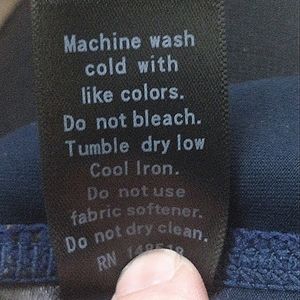 Machine wash
cold with
like colors.
Do not bleach.
Tumble dry low
Cool Iron.
Do not use
fabric softener.
Do not dry clean.
RN